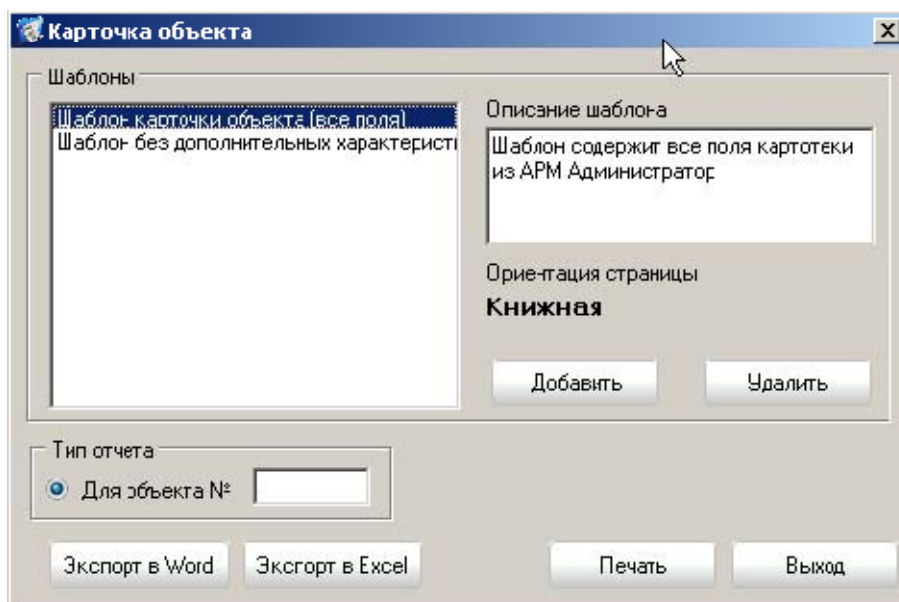 Карточка объекта
Шаблоны
Шаблон карточки объекта (все поля)
Шаблон без дополнительных характеристи
Описание шаблона
Шаблон содержит все поля картотеки
из АРМ Администратор
Ориентация страницы
Книжная
Добавить
Удалить
Тип отчета
Для объекта №
Экспорт в Word
Экспорт в Excel
Печать
Выход